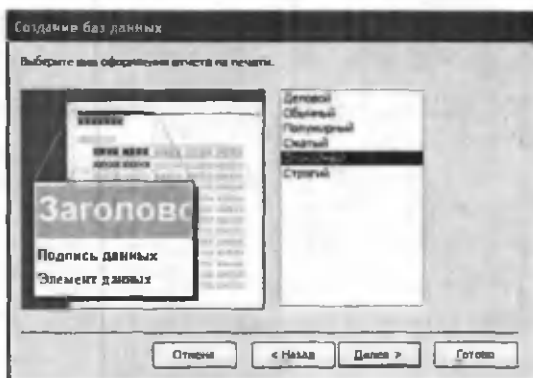 Создание баз данных
Выберите вид оформления отчета на печати.
Заголово
Подпись данных
Элемент данных
Деловой
Обычный
Полужирный
Сжатый
Строгий
Отмена
< Назад
Далее >
Готово